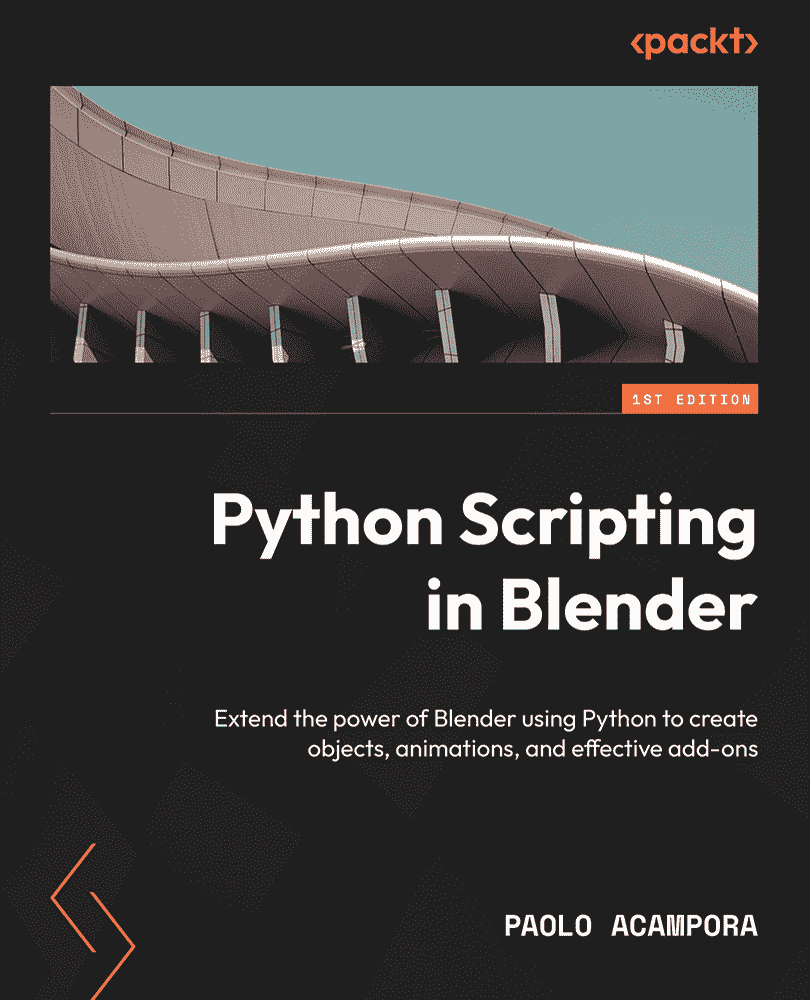 <packt>
1ST EDITION
Python Scripting
in Blender
Extend the power of Blender using Python to create
objects, animations, and effective add-ons
PAOLO ACAMPORA